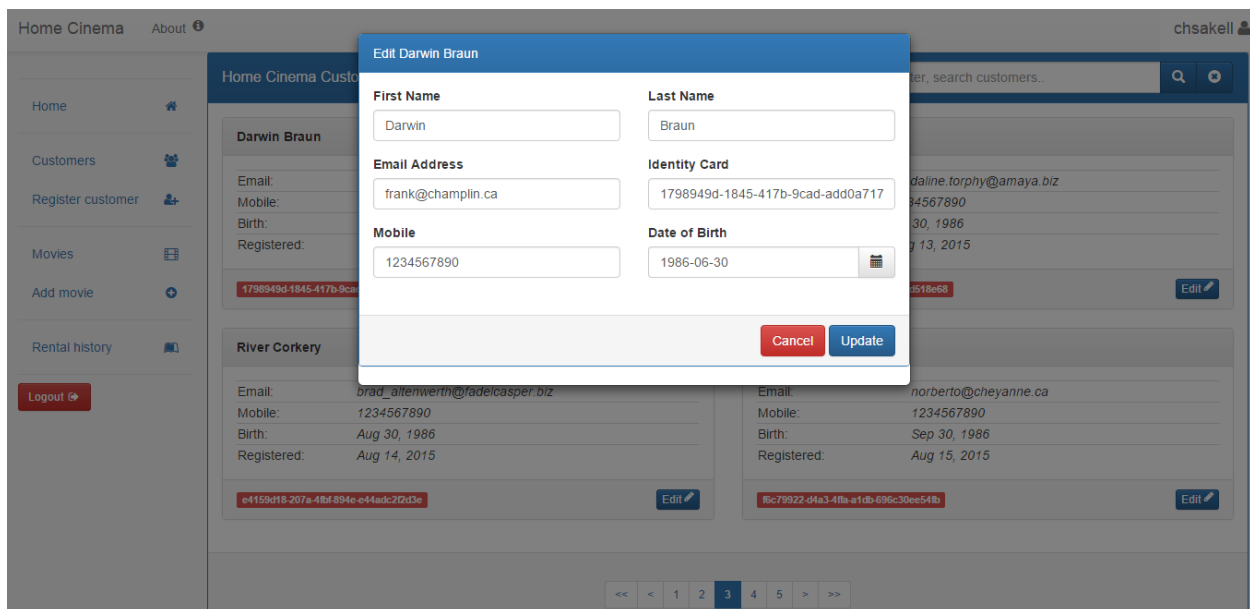 Home Cinema About chsakell
Edit Darwin Braun
Home Cinema Custo ter, search customers..
First Name Last Name
Darwin Braun
Email Address Identity Card
frank@champlin.ca 1798949d-1845-417b-9cad-add0a717
Mobile Date of Birth
1234567890 1986-06-30
Cancel Update
Home
Customers
Register customer
Movies
Add movie
Rental history
Logout
Darwin Braun
Email: daline.torphy@amaya.biz
Mobile: 34567890
Birth: 30, 1986
Registered: g 13, 2015
1798949d-1845-417b-9cad d518e68 Edit
River Corkery
Email: brad_altenwerth@fadelcasper.biz Email: norberto@cheyanne.ca
Mobile: 1234567890 Mobile: 1234567890
Birth: Aug 30, 1986 Birth: Sep 30, 1986
Registered: Aug 14, 2015 Registered: Aug 15, 2015
e4159d18-207a-4fbf-894e-e44adc2f2d3e Edit f6c79922-d4a3-4ffa-a1db-696c30ee54fb Edit
<< < 1 2 3 4 5 > >>